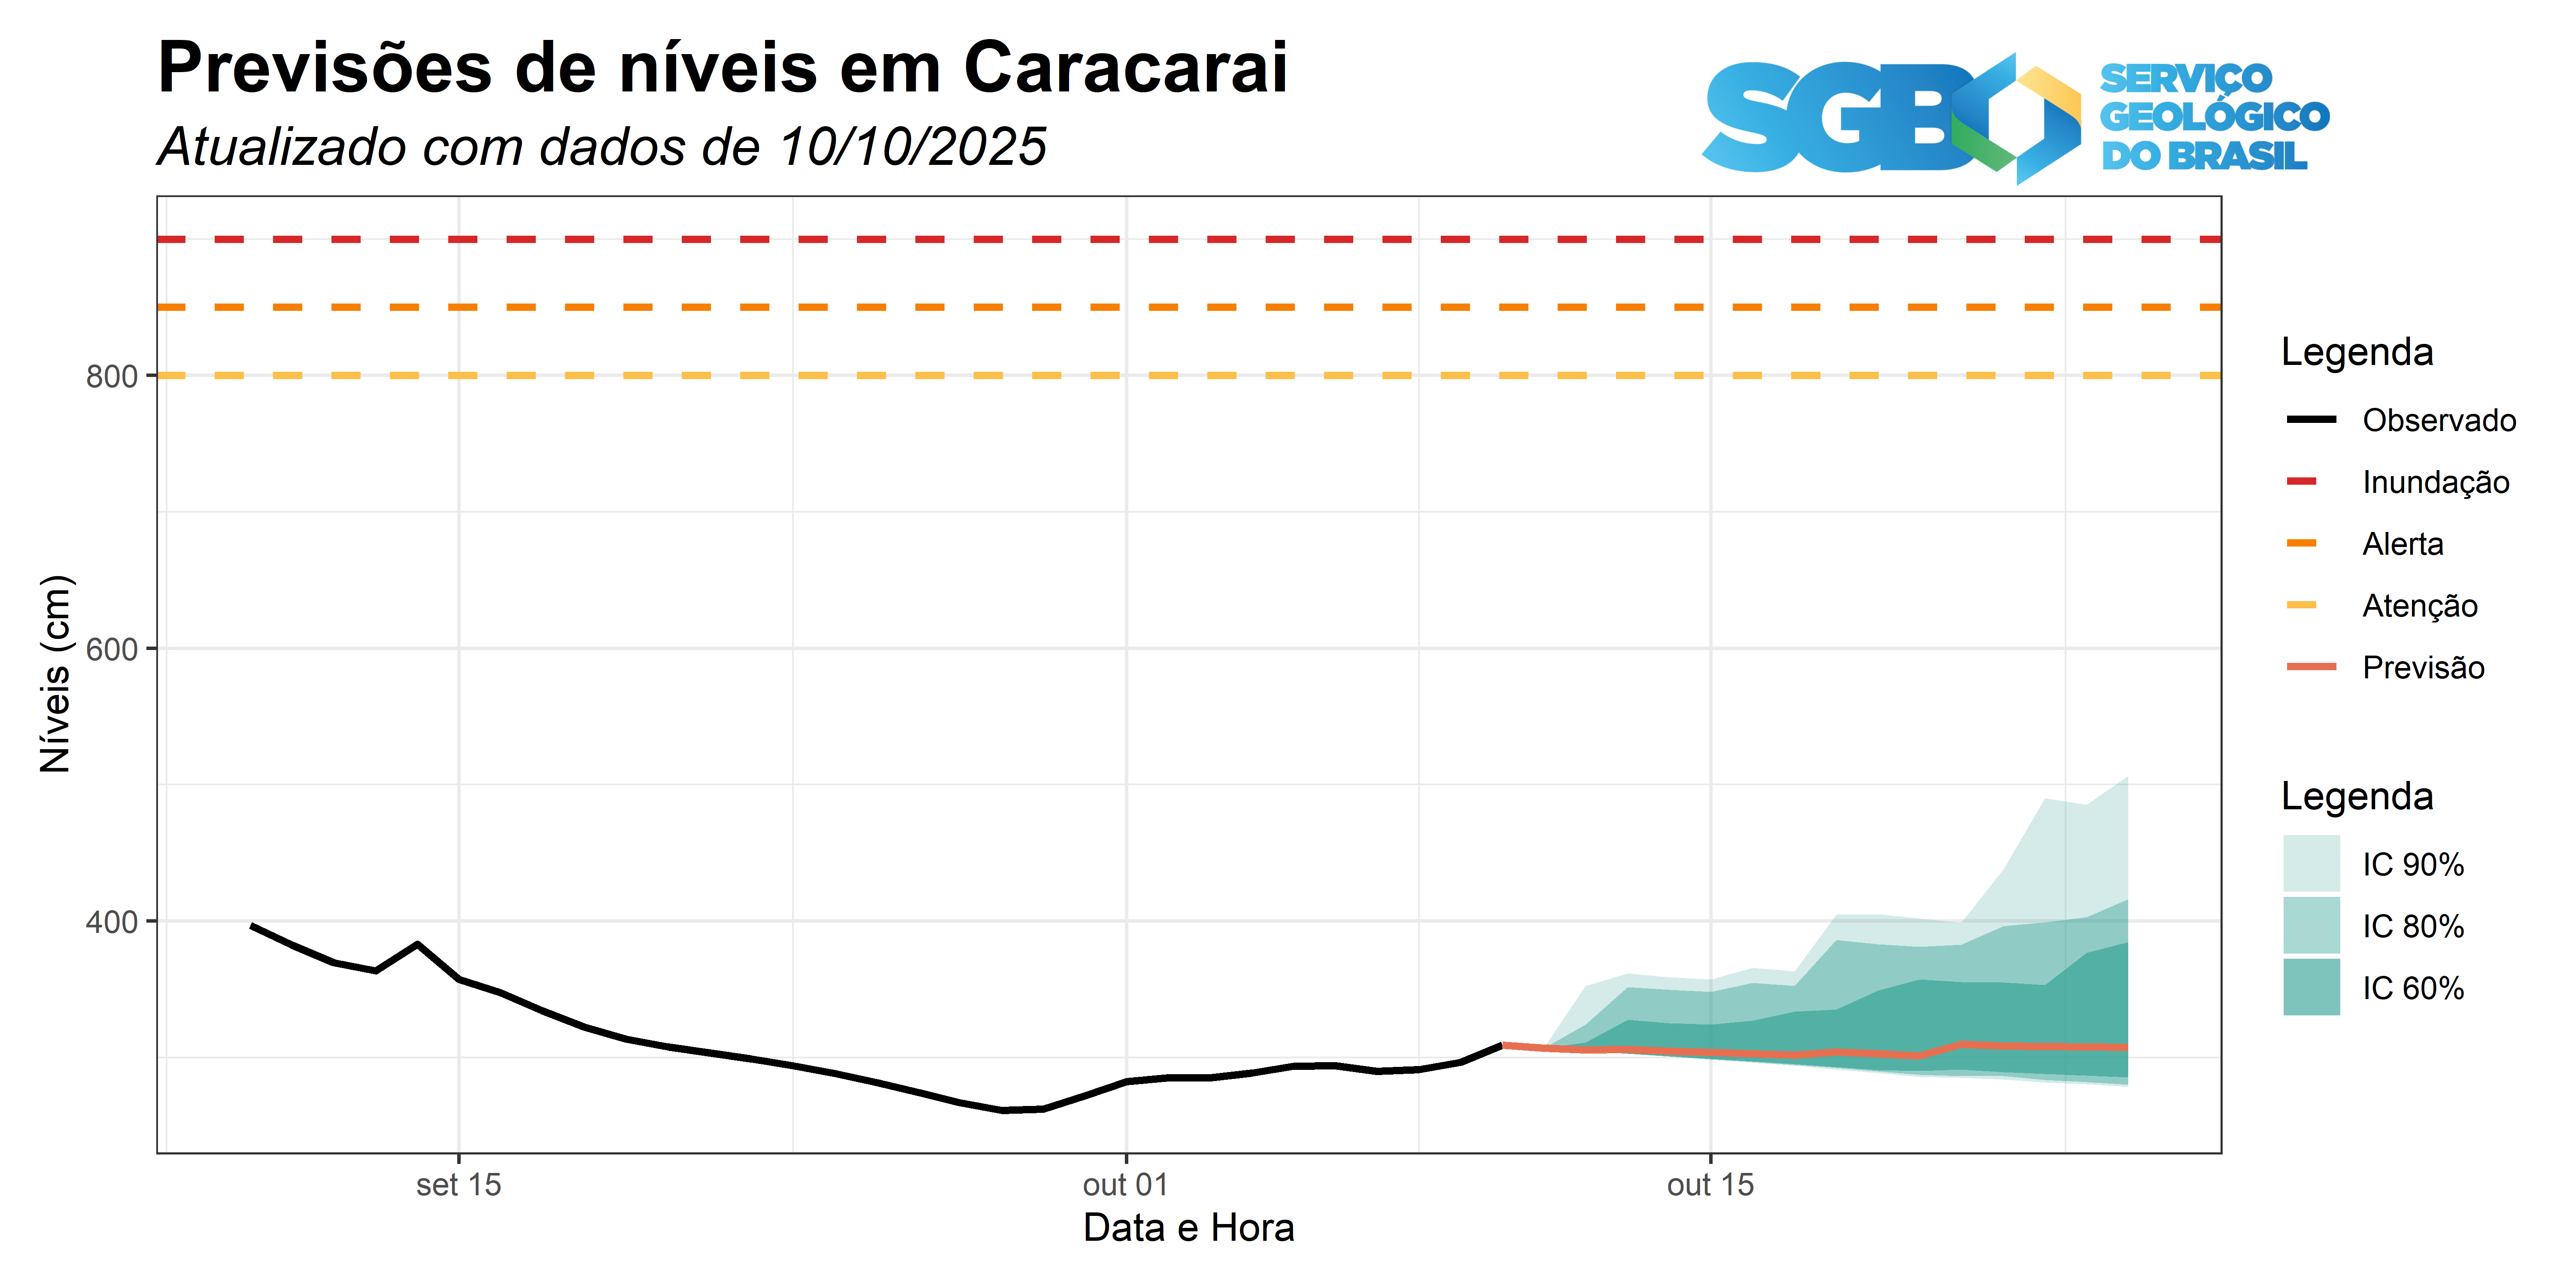 Previsões de níveis em Caracarai
Atualizado com dados de 10/10/2025
SGB
SERVIÇO
GEOLÓGICO
DO BRASIL
Níveis (cm)
800
600
400
set 15
out 01
out 15
Data e Hora
Legenda
Observado
Inundação
Alerta
Atenção
Previsão
Legenda
IC 90%
IC 80%
IC 60%